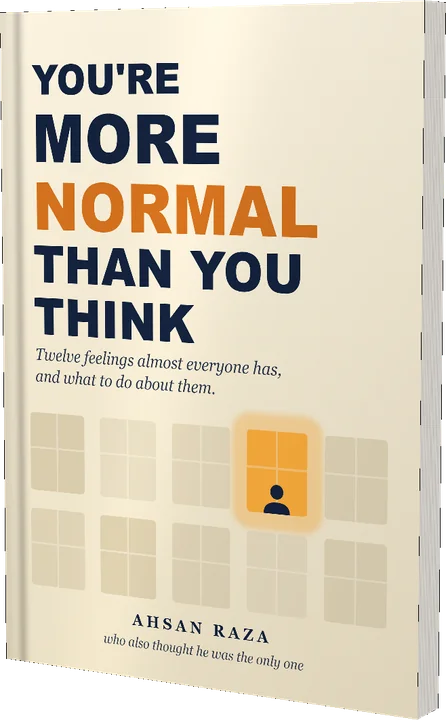 YOU'RE
MORE
NORMAL
THAN YOU
THINK
Twelve feelings almost everyone has,
and what to do about them.
AHSAN RAZA
who also thought he was the only one